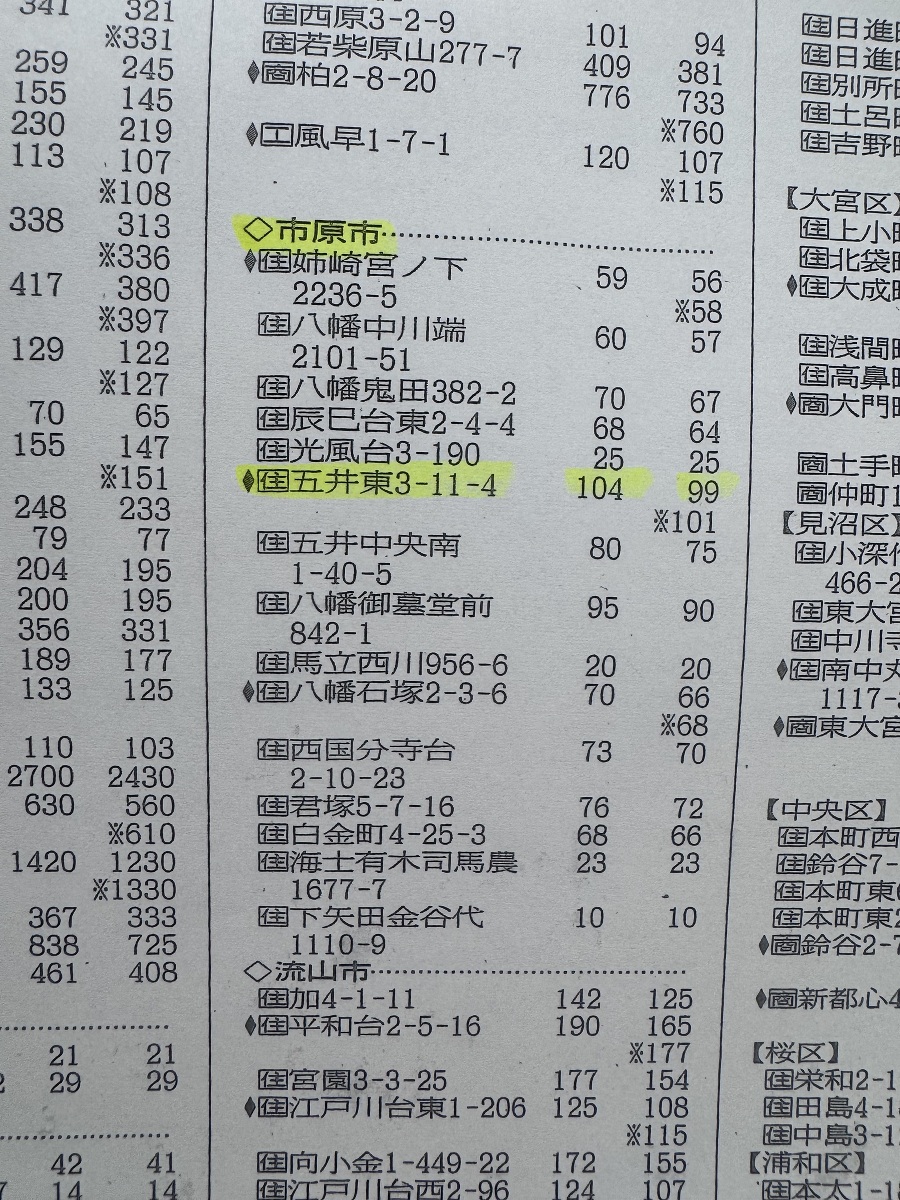 341 321
※331
259 245
155 145
230 219
113 107
※108
338 313
※336
417 380
※397
129 122
※127
70 65
155 147
※151
248 233
79 77
204 195
200 195
356 331
189 177
133 125
110 103
2700 2430
630 560
※610
1420 1230
※1330
367 333
838 725
461 408
21 21
29 29
42 41
14 14
住西原3-2-9 101 94
住若柴原山277-7 409 381
♦商柏2-8-20 776 733
※760
♦工風早1-7-1 120 107
※115
◇市原市
♦住姉崎宮ノ下 59 56
2236-5 ※58
住八幡中川端 60 57
2101-51
住八幡鬼田382-2 70 67
住辰巳台東2-4-4 68 64
住光風台3-190 25 25
♦住五井東3-11-4 104 99
※101
住五井中央南 80 75
1-40-5
住八幡御墓堂前 95 90
842-1
住馬立西川956-6 20 20
♦住八幡石塚2-3-6 70 66
※68
住西国分寺台 73 70
2-10-23
住君塚5-7-16 76 72
住白金町4-25-3 68 66
住海士有木司馬農 23 23
1677-7
住下矢田金谷代 10 10
1110-9
◇流山市
住加4-1-11 142 125
♦住平和台2-5-16 190 165
※177
住宮園3-3-25 177 154
♦住江戸川台東1-206 125 108
※115
住向小金1-449-22 172 155
住江戸川台西2-96 124 107
住日進
住日進
住別所
住土呂
住吉野
【大宮区】
住上小
住北袋
♦住大成
住浅間
住高鼻
♦商大門
商土手
商仲町1
【見沼区】
住小深作
466-2
住東大宮
住中川
♦住南中丸
1117-
♦商東大宮
【中央区】
住本町西
住鈴谷7-
住本町東
住本町東2
♦商鈴谷2-7
♦商新都心4
【桜区】
住栄和2-1
住田島4-1
住中島3-1
【浦和区】
住本太1-1